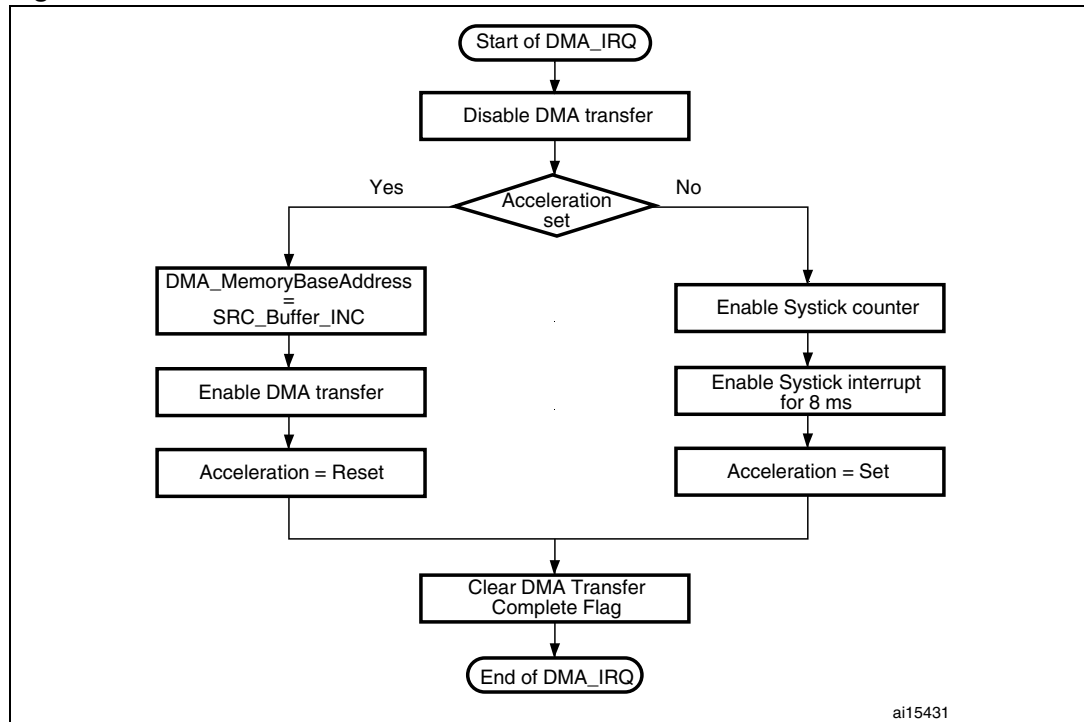 Start of DMA_IRQ
Disable DMA transfer
Yes
No
Acceleration
set
DMA_MemoryBaseAddress
=
SRC_Buffer_INC
Enable Systick counter
Enable DMA transfer
Enable Systick interrupt
for 8 ms
Acceleration = Reset
Acceleration = Set
Clear DMA Transfer
Complete Flag
End of DMA_IRQ
ai15431